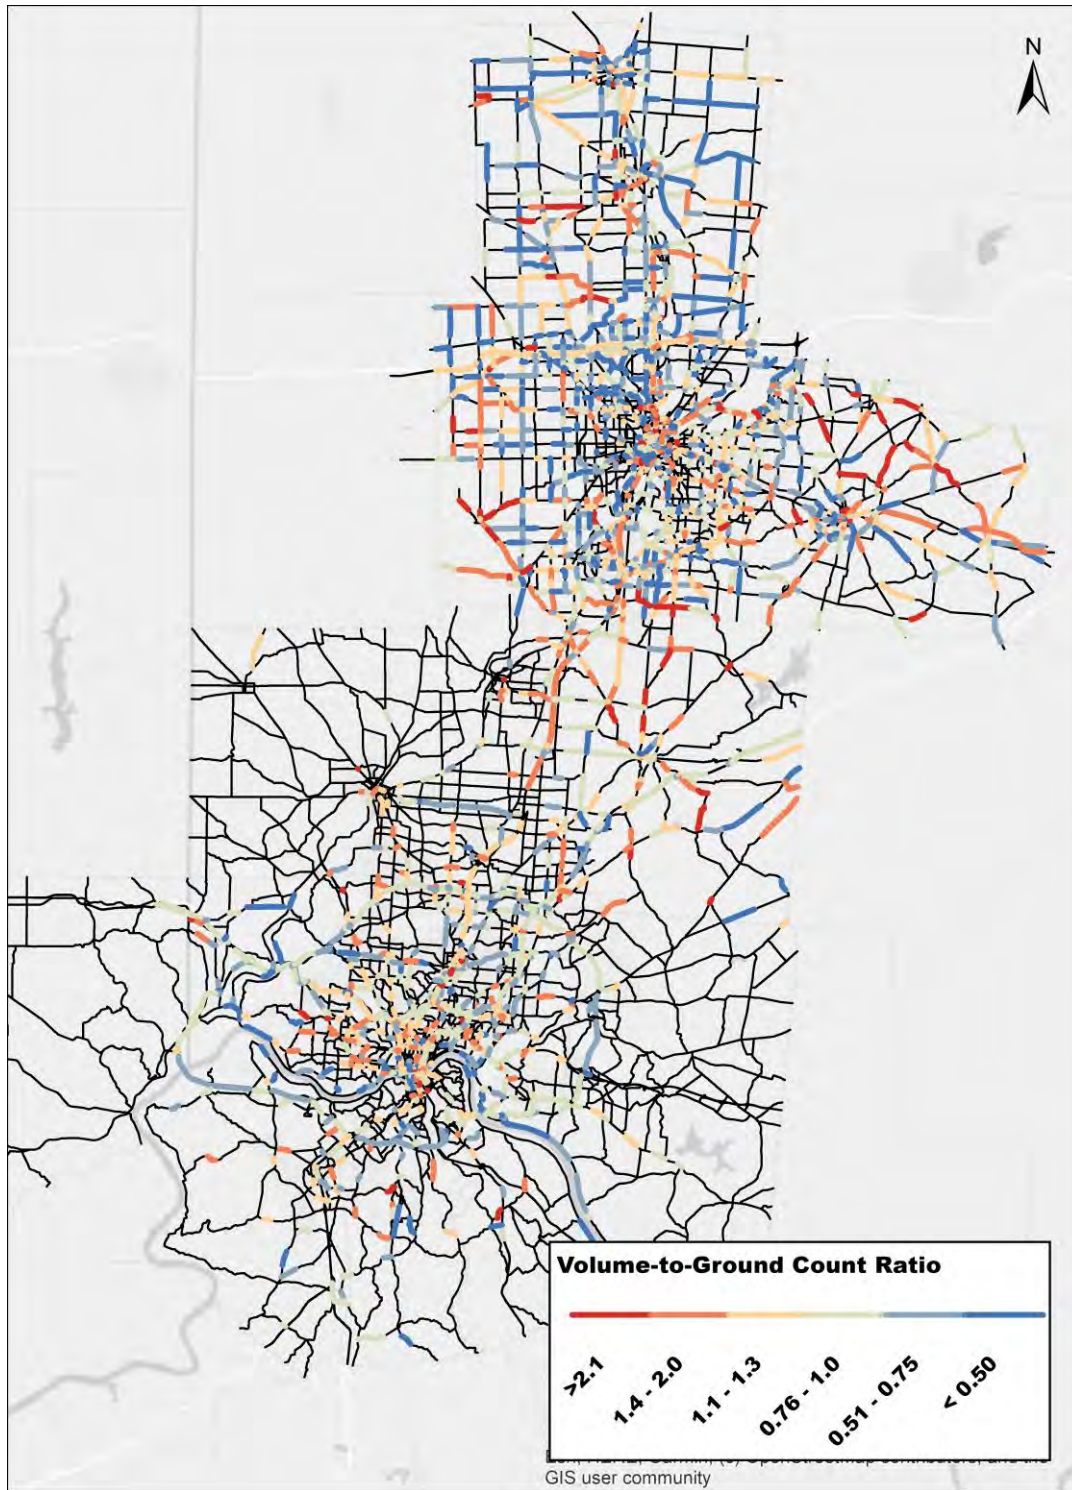 N
Volume-to-Ground Count Ratio
>2.1
1.4 - 2.0
1.1 - 1.3
0.76 - 1.0
0.51 - 0.75
< 0.50
GIS user community